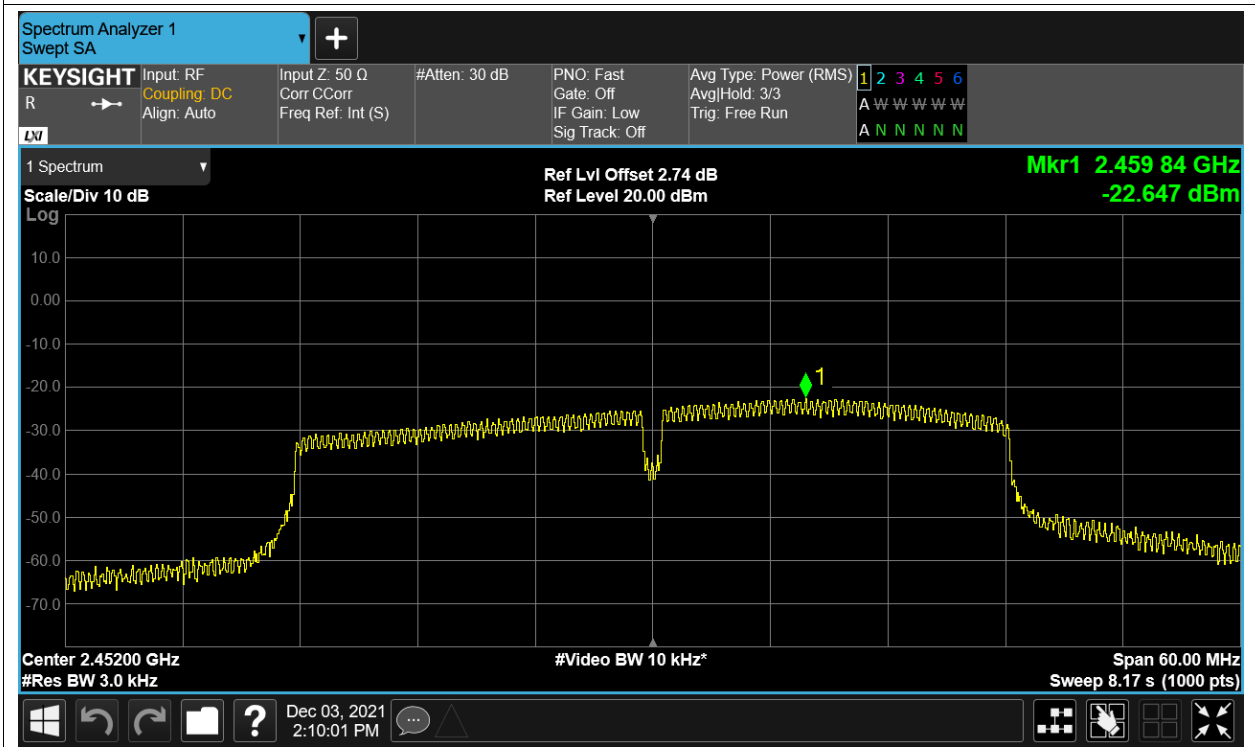 Spectrum Analyzer 1
Swept SA
KEYSIGHT
R
LXI
Input: RF
Coupling: DC
Align: Auto
Input Z: 50 Ω
Corr CCorr
Freq Ref: Int (S)
#Atten: 30 dB
PNO: Fast
Gate: Off
IF Gain: Low
Sig Track: Off
Avg Type: Power (RMS)
Avg|Hold: 3/3
Trig: Free Run
1 2 3 4 5 6
A W W W W W
A N N N N N
1 Spectrum
Scale/Div 10 dB
Ref Lvl Offset 2.74 dB
Ref Level 20.00 dBm
Mkr1 2.459 84 GHz
-22.647 dBm
Log
10.0
0.00
-10.0
-20.0
-30.0
-40.0
-50.0
-60.0
-70.0
1
Center 2.45200 GHz
#Res BW 3.0 kHz
#Video BW 10 kHz*
Span 60.00 MHz
Sweep 8.17 s (1000 pts)
?
Dec 03, 2021
2:10:01 PM